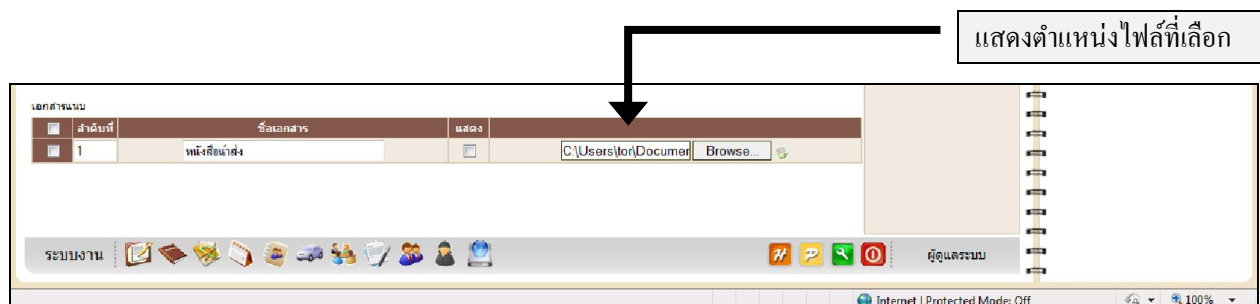 แสดงตำแหน่งไฟล์ที่เลือก
เอกสารแนบ
ลำดับที่ ชื่อเอกสาร แสดง
1 หนังสือนำส่ง C:\Users\tor\Documer Browse...
ระบบงาน ผู้ดูแลระบบ
Internet | Protected Mode: Off 100%